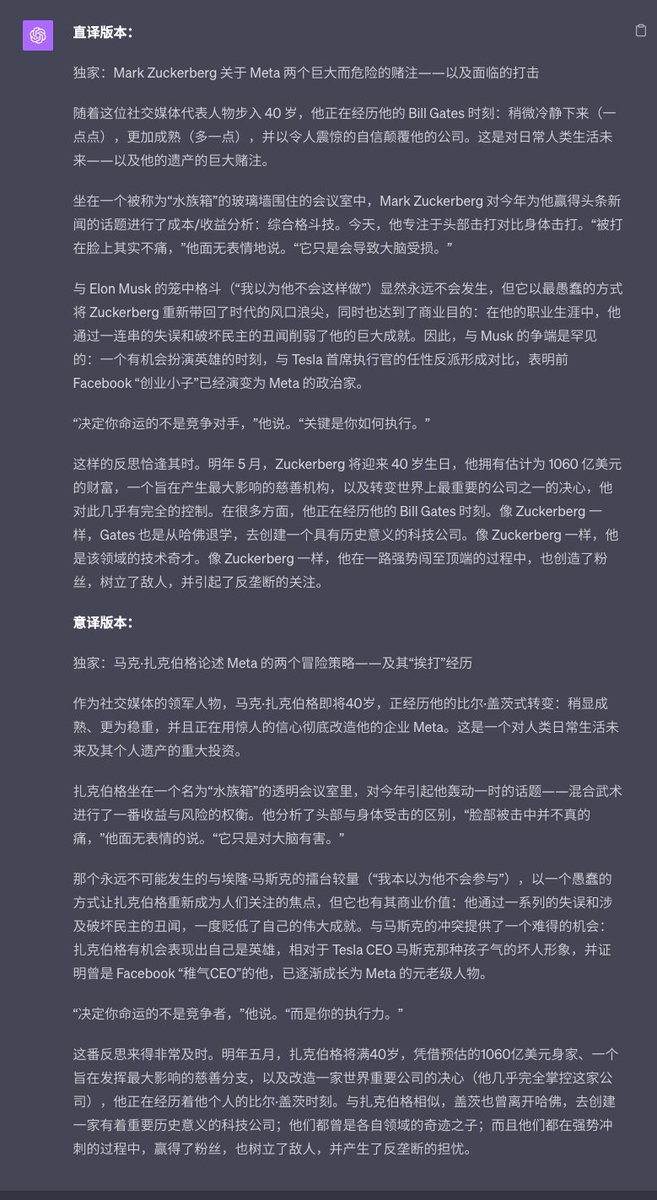 直译版本：
独家：Mark Zuckerberg 关于 Meta 两个巨大而危险的赌注——以及面临的打击
随着这位社交媒体代表人物步入 40 岁，他正在经历他的 Bill Gates 时刻：稍微冷静下来（一
点点），更加成熟（多一点），并以令人震惊的自信颠覆他的公司。这是对日常人类生活未
来——以及他的遗产的巨大赌注。
坐在一个被称为“水族箱”的玻璃墙围住的会议室中，Mark Zuckerberg 对今年为他赢得头条新
闻的话题进行了成本/收益分析：综合格斗技。今天，他专注于头部击打对比身体击打。“被打
在脸上其实不痛，”他面无表情地说。“它只是会导致大脑受损。”
与 Elon Musk 的笼中格斗（“我以为他不会这样做”）显然永远不会发生，但它以最愚蠢的方式
将 Zuckerberg 重新带回了时代的风口浪尖，同时也达到了商业目的：在他的职业生涯中，他
通过一连串的失误和破坏民主的丑闻削弱了他的巨大成就。因此，与 Musk 的争端是罕见
的：一个有机会扮演英雄的时刻，与 Tesla 首席执行官的任性反派形成对比，表明前
Facebook “创业小子”已经演变为 Meta 的政治家。
“决定你命运的不是竞争对手，”他说。“关键是你如何执行。”
这样的反思恰逢其时。明年 5 月，Zuckerberg 将迎来 40 岁生日，他拥有估计为 1060 亿美元
的财富，一个旨在产生最大影响的慈善机构，以及转变世界上最重要的公司之一的决心，他
对此几乎有完全的控制。在很多方面，他正在经历他的 Bill Gates 时刻。像 Zuckerberg 一
样，Gates 也是从哈佛退学，去创建一个具有历史意义的科技公司。像 Zuckerberg 一样，他
是该领域的技术奇才。像 Zuckerberg 一样，他在一路强势闯至顶端的过程中，也创造了粉
丝，树立了敌人，并引起了反垄断的关注。
意译版本：
独家：马克·扎克伯格论述 Meta 的两个冒险策略——及其“挨打”经历
作为社交媒体的领军人物，马克·扎克伯格即将40岁，正经历他的比尔·盖茨式转变：稍显成
熟、更为稳重，并且正在用惊人的信心彻底改造他的企业 Meta。这是一个对人类日常生活未
来及其个人遗产的重大投资。
扎克伯格坐在一个名为“水族箱”的透明会议室里，对今年引起他轰动一时的话题——混合武术
进行了一番收益与风险的权衡。他分析了头部与身体受击的区别，“脸部被击中并不真的
痛，”他面无表情的说。“它只是对大脑有害。”
那个永远不可能发生的与埃隆·马斯克的擂台较量（“我本以为他不会参与”），以一个愚蠢的
方式让扎克伯格重新成为人们关注的焦点，但它也有其商业价值：他通过一系列的失误和涉
及破坏民主的丑闻，一度贬低了自己的伟大成就。与马斯克的冲突提供了一个难得的机会：
扎克伯格有机会表现出自己是英雄，相对于 Tesla CEO 马斯克那种孩子气的坏人形象，并证
明曾是 Facebook “稚气CEO”的他，已逐渐成长为 Meta 的元老级人物。
“决定你命运的不是竞争者，”他说。“而是你的执行力。”
这番反思来得非常及时。明年五月，扎克伯格将满40岁，凭借预估的1060亿美元身家、一个
旨在发挥最大影响的慈善分支，以及改造一家世界重要公司的决心（他几乎完全掌控这家公
司），他正在经历着他个人的比尔·盖茨时刻。与扎克伯格相似，盖茨也曾离开哈佛，去创建
一家有着重要历史意义的科技公司；他们都曾是各自领域的奇迹之子；而且他们都在强势冲
刺的过程中，赢得了粉丝，也树立了敌人，并产生了反垄断的担忧。